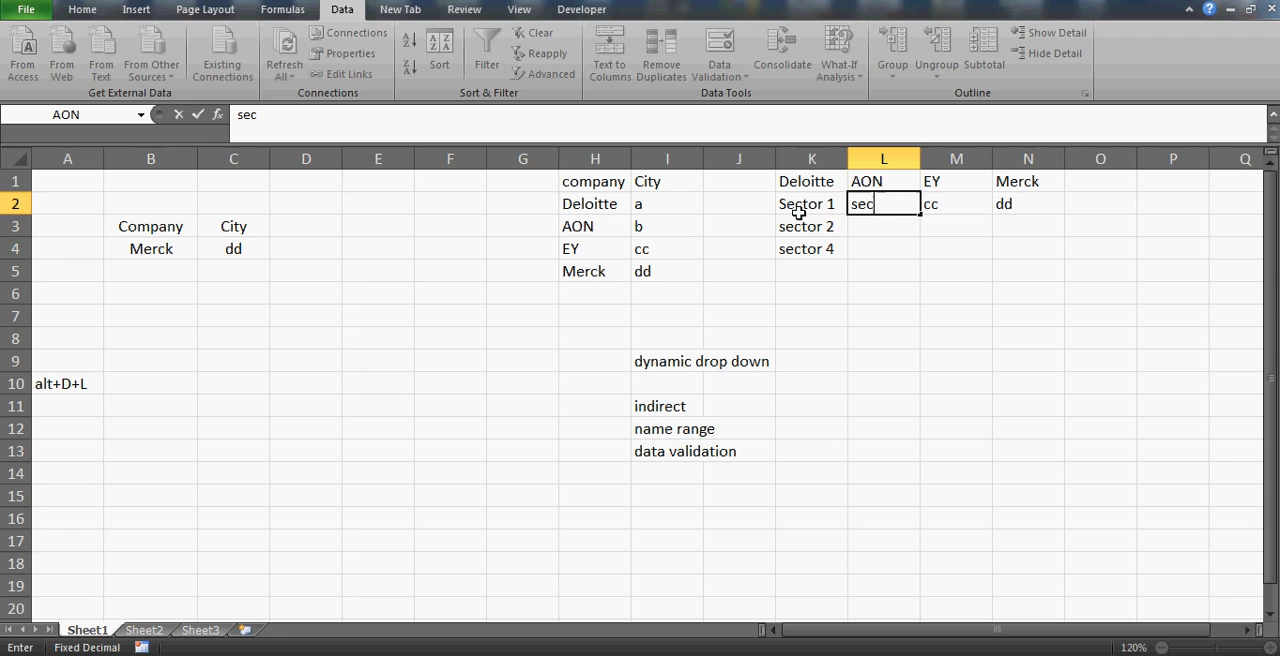 File Home Insert Page Layout Formulas Data New Tab Review View Developer
From Access From Web From Text From Other Sources Existing Connections Refresh All Connections Properties Edit Links Sort Filter Clear Reapply Advanced Text to Columns Remove Duplicates Data Validation Consolidate What-If Analysis Group Ungroup Subtotal Show Detail Hide Detail
Get External Data Connections Sort & Filter Data Tools Outline
AON fx sec
A B C D E F G H I J K L M N O P Q
1 company City Deloitte AON EY Merck
2 Deloitte a Sector 1 sec cc dd
3 Company City AON b sector 2
4 Merck dd EY cc sector 4
5 Merck dd
6
7
8
9 dynamic drop down
10 alt+D+L
11 indirect
12 name range
13 data validation
14
15
16
17
18
19
20
Sheet1 Sheet2 Sheet3
Enter Fixed Decimal 120%